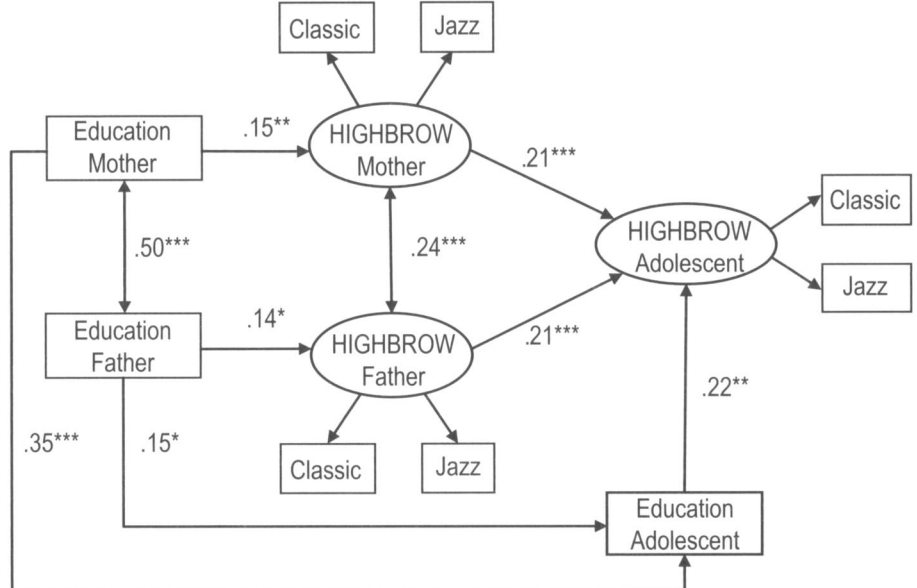 Classic
Jazz
Education
Mother
.15**
HIGHBROW
Mother
.21***
Classic
HIGHBROW
Adolescent
.50***
.24***
Jazz
Education
Father
.14*
HIGHBROW
Father
.21***
.22**
.35***
.15*
Classic
Jazz
Education
Adolescent